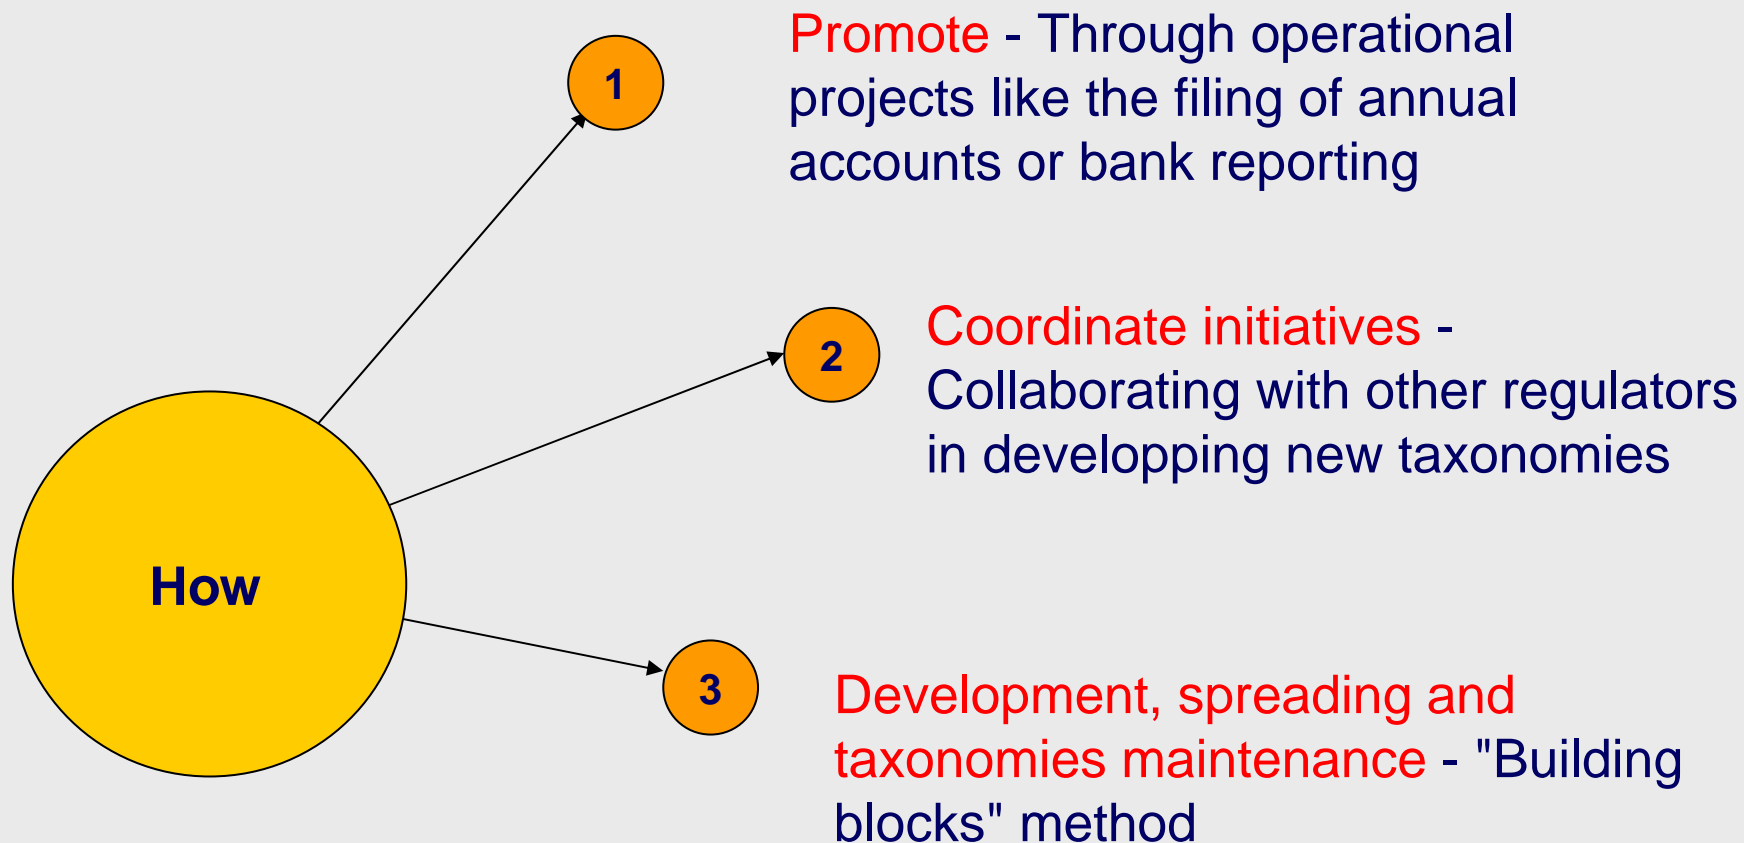 1
Promote - Through operational
projects like the filing of annual
accounts or bank reporting
2
Coordinate initiatives -
Collaborating with other regulators
in developping new taxonomies
How
3
Development, spreading and
taxonomies maintenance - "Building
blocks" method